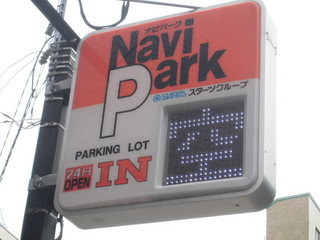 ナビパーク
Navi
Park
STARTS スターツグループ
PARKING LOT
24H
OPEN
IN
空